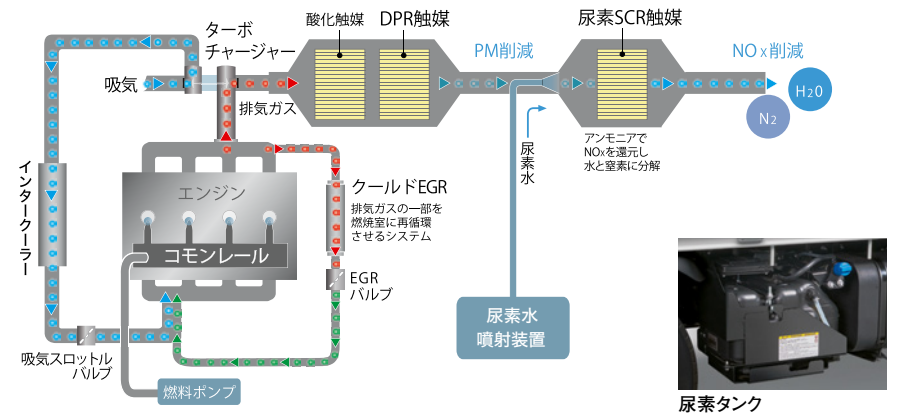 ターボ
チャージャー
吸気
排気ガス
酸化触媒
DPR触媒
PM削減
尿素SCR触媒
NOx削減
H2O
N2
尿素水
アンモニアで
NOxを還元し
水と窒素に分解
インタークーラー
エンジン
コモンレール
クールドEGR
排気ガスの一部を
燃焼室に再循環
させるシステム
EGR
バルブ
吸気スロットル
バルブ
燃料ポンプ
尿素水
噴射装置
尿素タンク